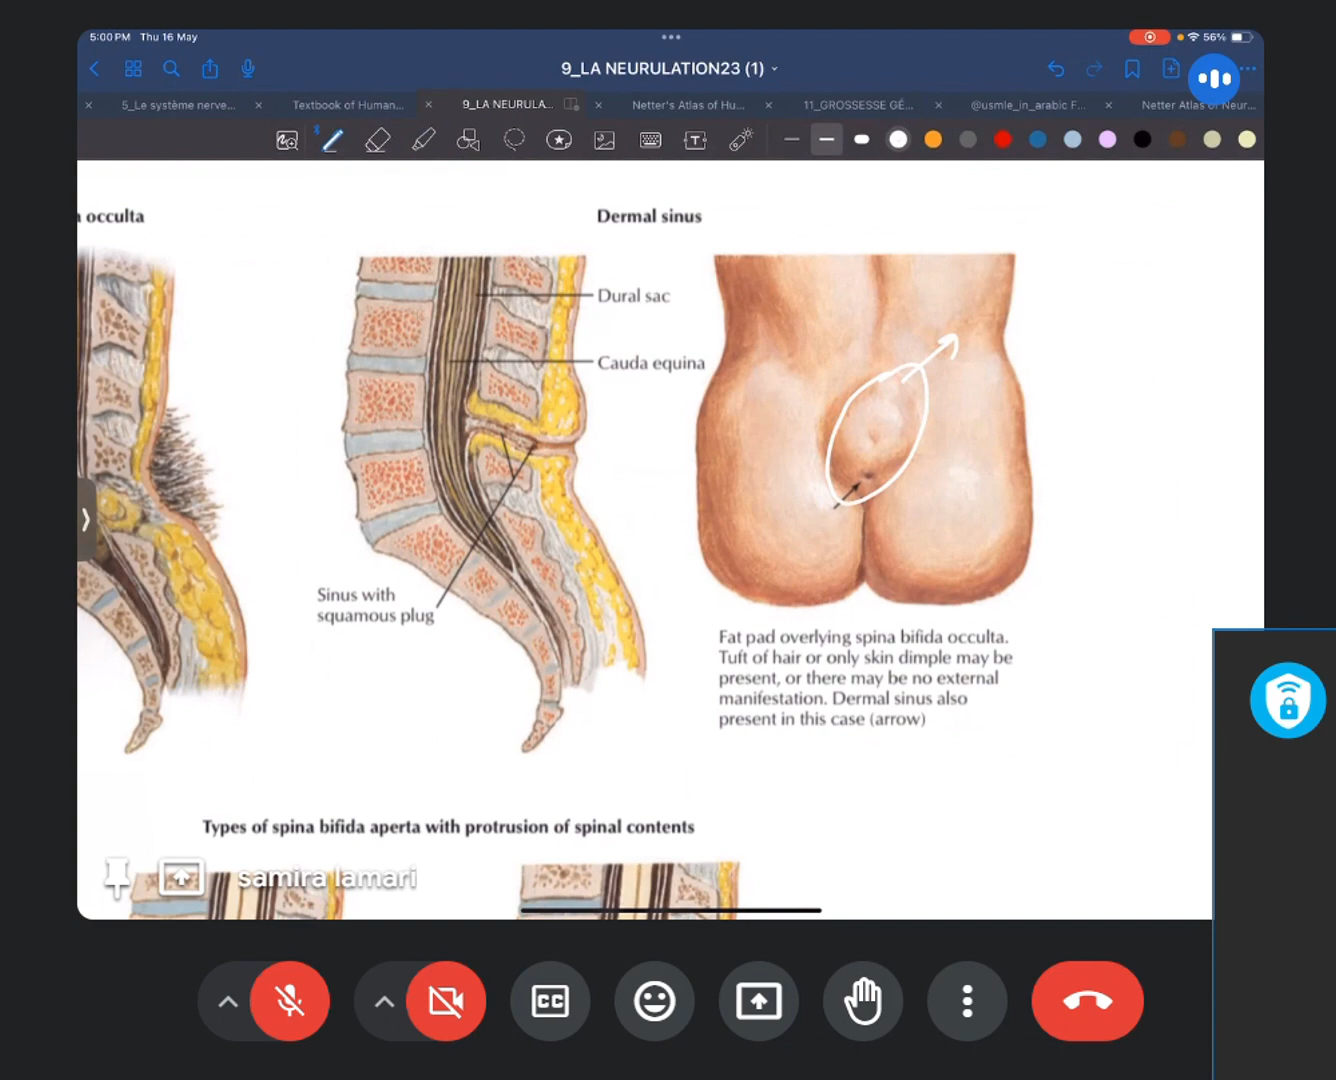 5:00 PM Thu 16 May
56%
9_LA NEURULATION23 (1)
5_Le système nerve...
Textbook of Human...
9_LA NEURULA...
Netter's Atlas of Hu...
11_GROSSESSE GÉ...
@usmle_in_arabic F...
Netter Atlas of Neur...
occulta
Dermal sinus
Dural sac
Cauda equina
Sinus with
squamous plug
Fat pad overlying spina bifida occulta.
Tuft of hair or only skin dimple may be
present, or there may be no external
manifestation. Dermal sinus also
present in this case (arrow)
Types of spina bifida aperta with protrusion of spinal contents
samira lamari
CC